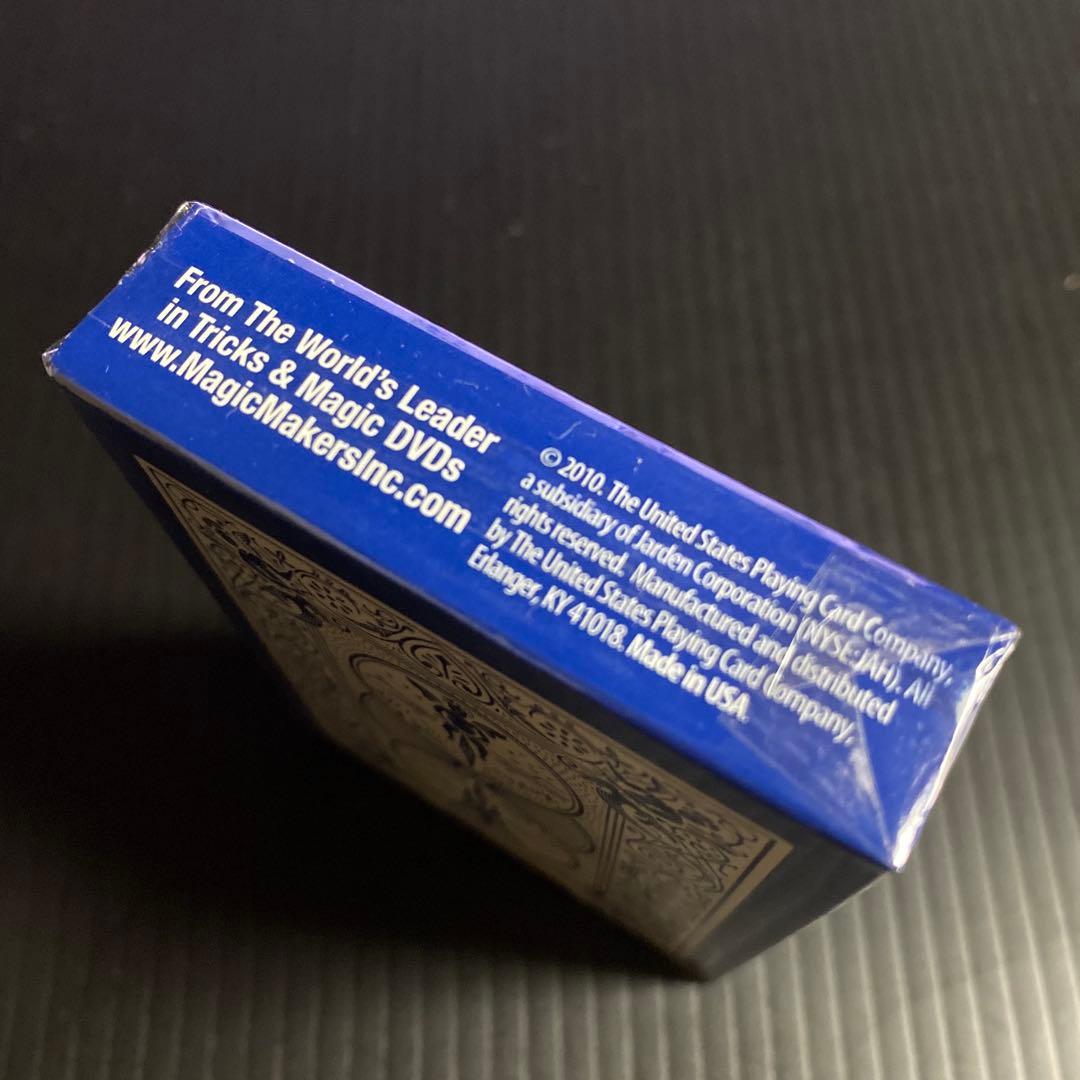 From The World's Leader
in Tricks & Magic DVDs
www.MagicMakersInc.com
© 2010. The United States Playing Card Company,
a subsidiary of Jarden Corporation (NYSE:JAH). All
rights reserved. Manufactured and distributed
by The United States Playing Card Company,
Erlanger, KY 41018. Made in USA.